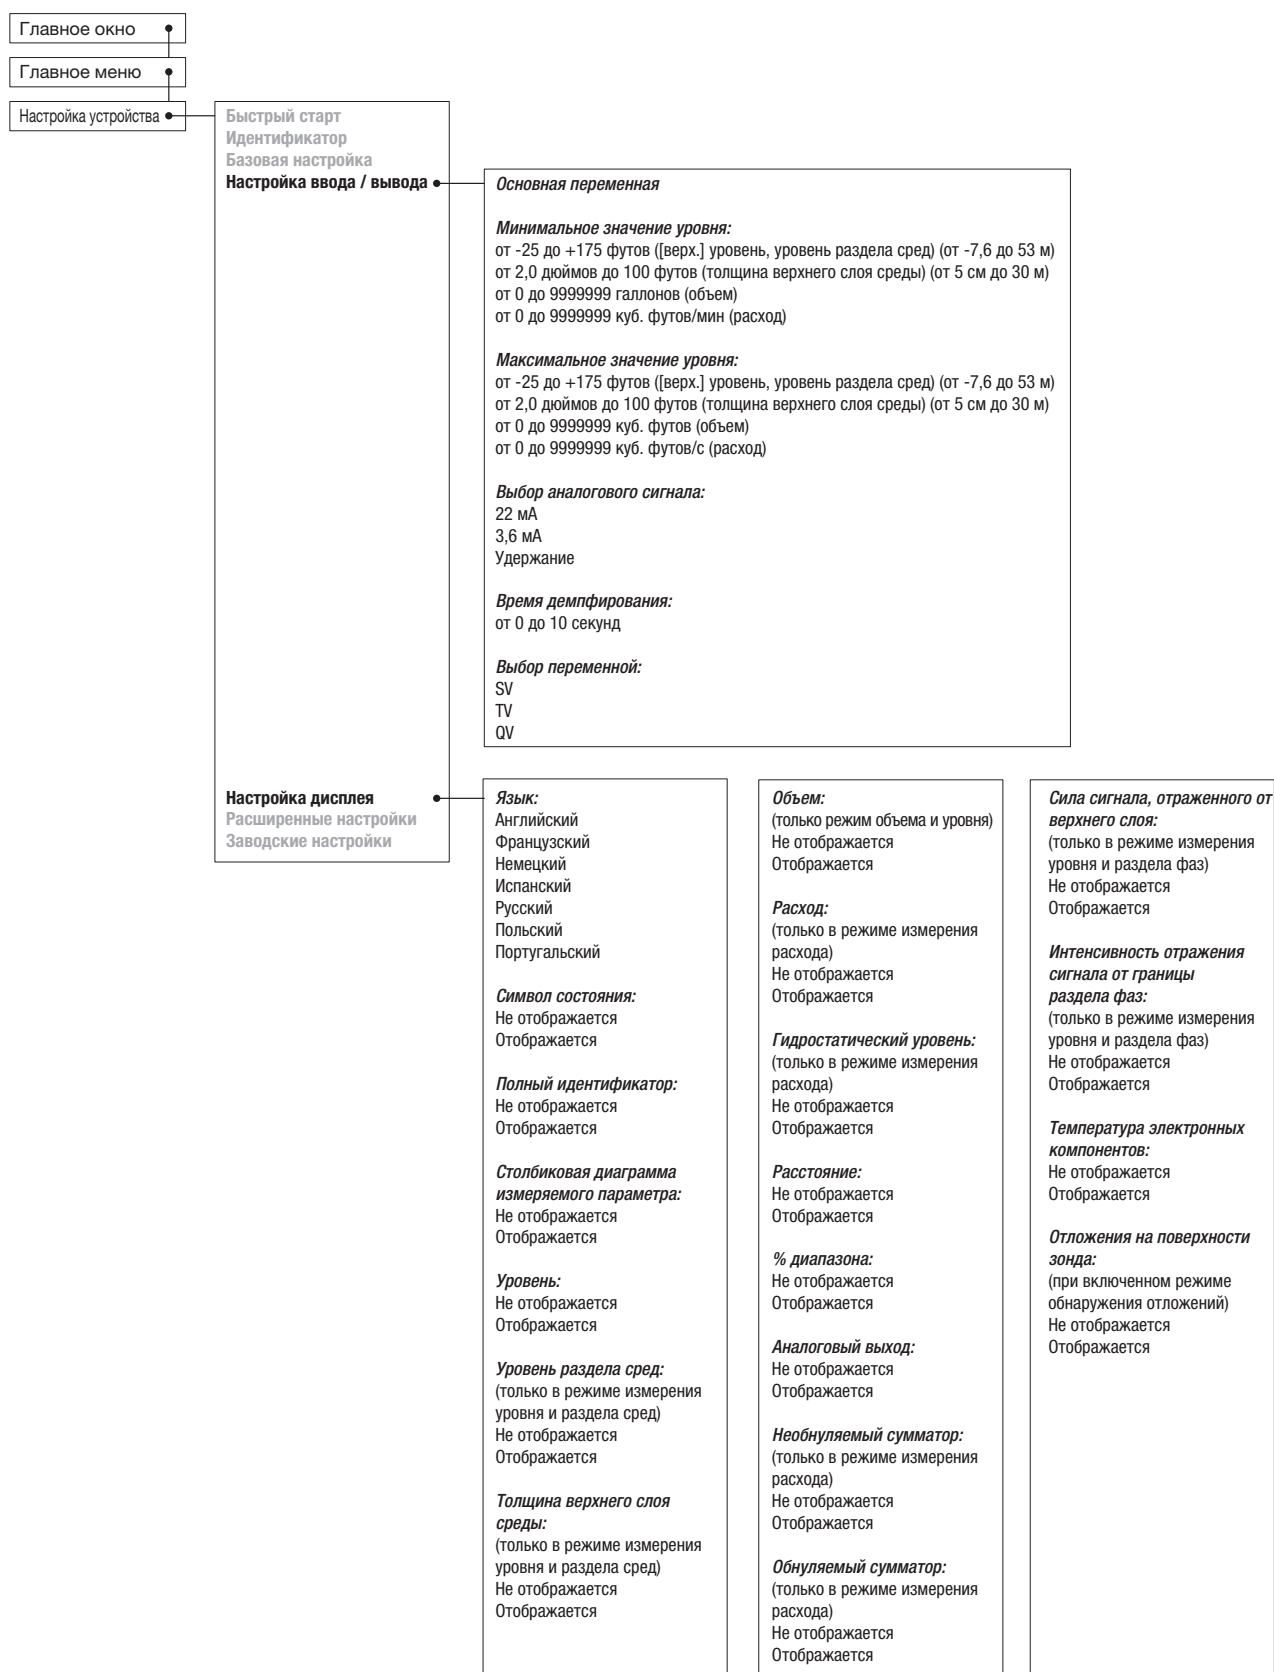 Главное окно
Главное меню
Настройка устройства
Быстрый старт
Идентификатор
Базовая настройка
Настройка ввода / вывода
Основная переменная
Минимальное значение уровня:
от -25 до +175 футов ([верх.] уровень, уровень раздела сред) (от -7,6 до 53 м)
от 2,0 дюймов до 100 футов (толщина верхнего слоя среды) (от 5 см до 30 м)
от 0 до 9999999 галлонов (объем)
от 0 до 9999999 куб. футов/мин (расход)
Максимальное значение уровня:
от -25 до +175 футов ([верх.] уровень, уровень раздела сред) (от -7,6 до 53 м)
от 2,0 дюймов до 100 футов (толщина верхнего слоя среды) (от 5 см до 30 м)
от 0 до 9999999 куб. футов (объем)
от 0 до 9999999 куб. футов/с (расход)
Выбор аналогового сигнала:
22 мА
3,6 мА
Удержание
Время демпфирования:
от 0 до 10 секунд
Выбор переменной:
SV
TV
QV
Настройка дисплея
Расширенные настройки
Заводские настройки
Язык:
Английский
Французский
Немецкий
Испанский
Русский
Польский
Португальский
Символ состояния:
Не отображается
Отображается
Полный идентификатор:
Не отображается
Отображается
Столбиковая диаграмма
измеряемого параметра:
Не отображается
Отображается
Уровень:
Не отображается
Отображается
Уровень раздела сред:
(только в режиме измерения
уровня и раздела сред)
Не отображается
Отображается
Толщина верхнего слоя
среды:
(только в режиме измерения
уровня и раздела сред)
Не отображается
Отображается
Объем:
(только режим объема и уровня)
Не отображается
Отображается
Расход:
(только в режиме измерения
расхода)
Не отображается
Отображается
Гидростатический уровень:
(только в режиме измерения
расхода)
Не отображается
Отображается
Расстояние:
Не отображается
Отображается
% диапазона:
Не отображается
Отображается
Аналоговый выход:
Не отображается
Отображается
Необнуляемый сумматор:
(только в режиме измерения
расхода)
Не отображается
Отображается
Обнуляемый сумматор:
(только в режиме измерения
расхода)
Не отображается
Отображается
Сила сигнала, отраженного от
верхнего слоя:
(только в режиме измерения
уровня и раздела фаз)
Не отображается
Отображается
Интенсивность отражения
сигнала от границы
раздела фаз:
(только в режиме измерения
уровня и раздела фаз)
Не отображается
Отображается
Температура электронных
компонентов:
Не отображается
Отображается
Отложения на поверхности
зонда:
(при включенном режиме
обнаружения отложений)
Не отображается
Отображается